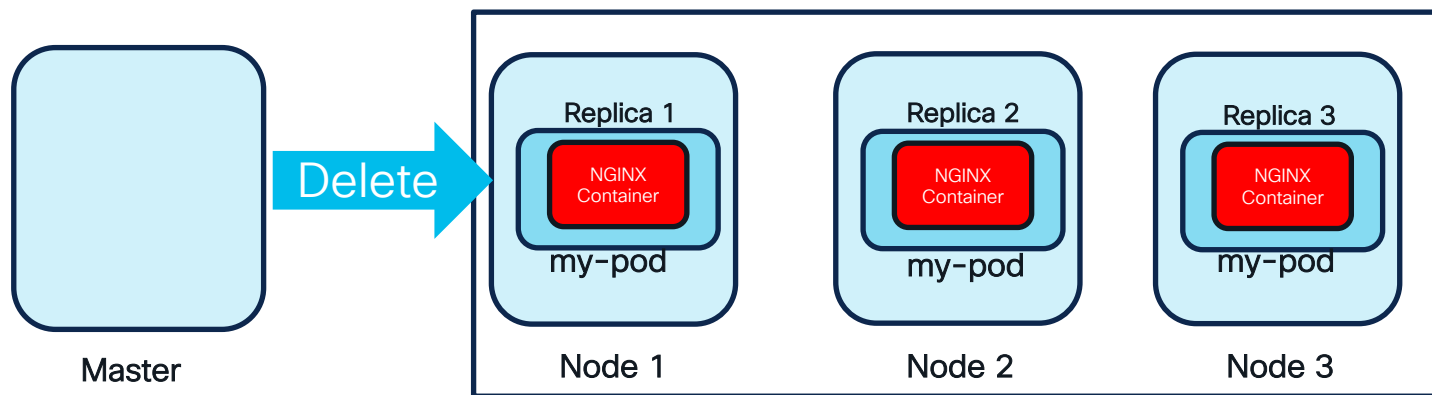 Delete
Master
Replica 1
NGINX
Container
my-pod
Node 1
Replica 2
NGINX
Container
my-pod
Node 2
Replica 3
NGINX
Container
my-pod
Node 3